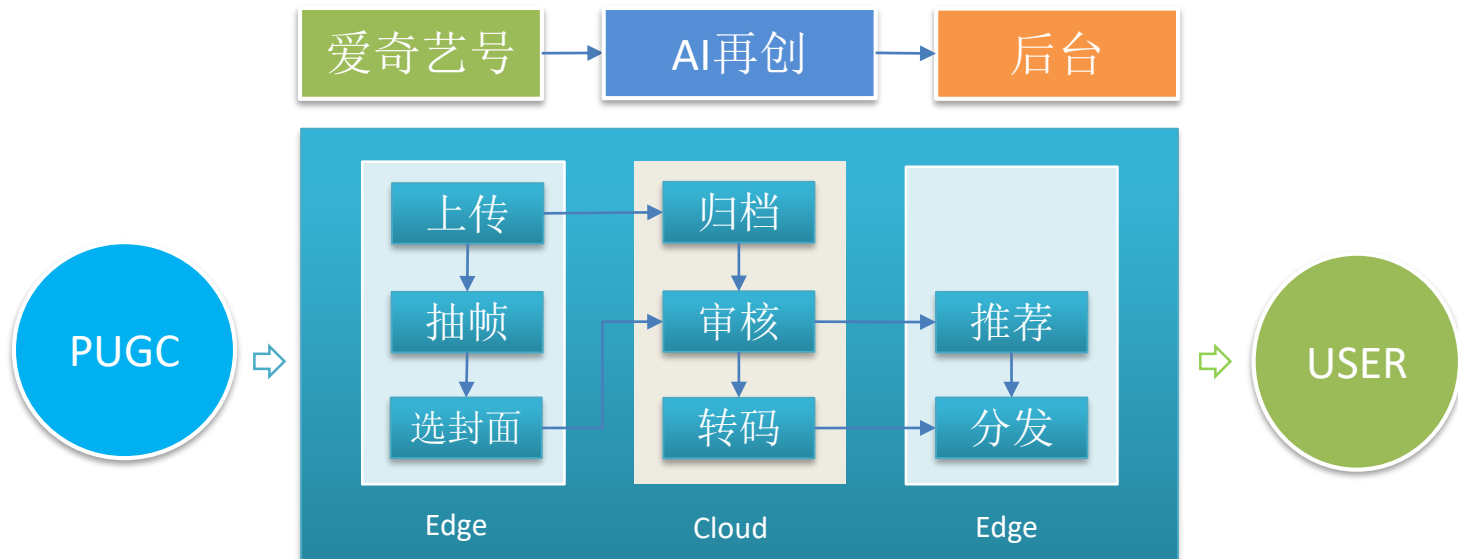 爱奇艺号
AI再创
后台
上传
归档
抽帧
审核
推荐
PUGC
USER
选封面
转码
分发
Edge
Cloud
Edge